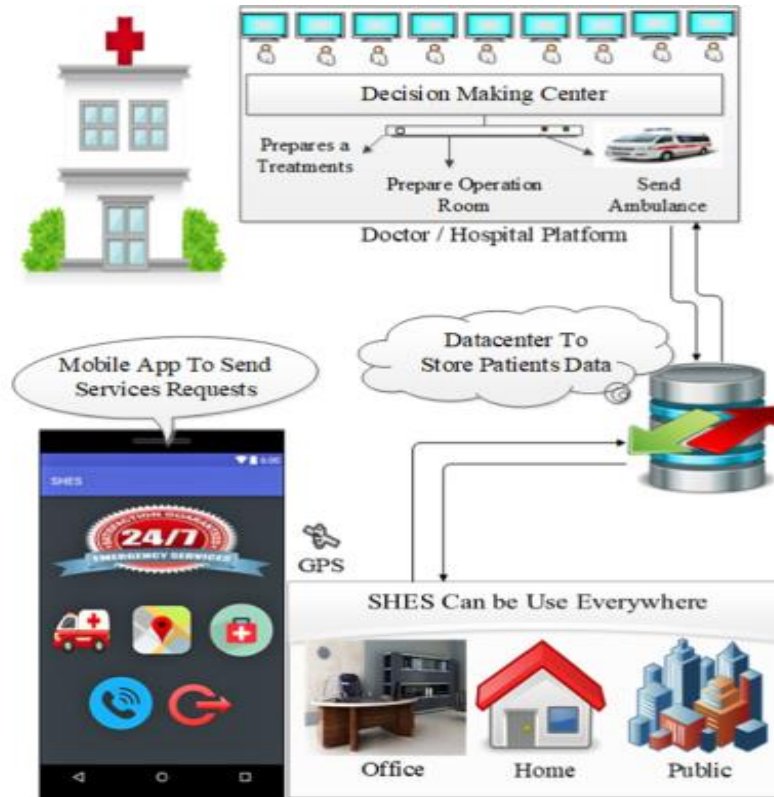 Decision Making Center
Prepares a
Treatments
Prepare Operation
Room
Send
Ambulance
Doctor / Hospital Platform
Datacenter To
Store Patients Data
Mobile App To Send
Services Requests
SHES
24/7
EMERGENCY SERVICES
GPS
SHES Can be Use Everywhere
Office
Home
Public